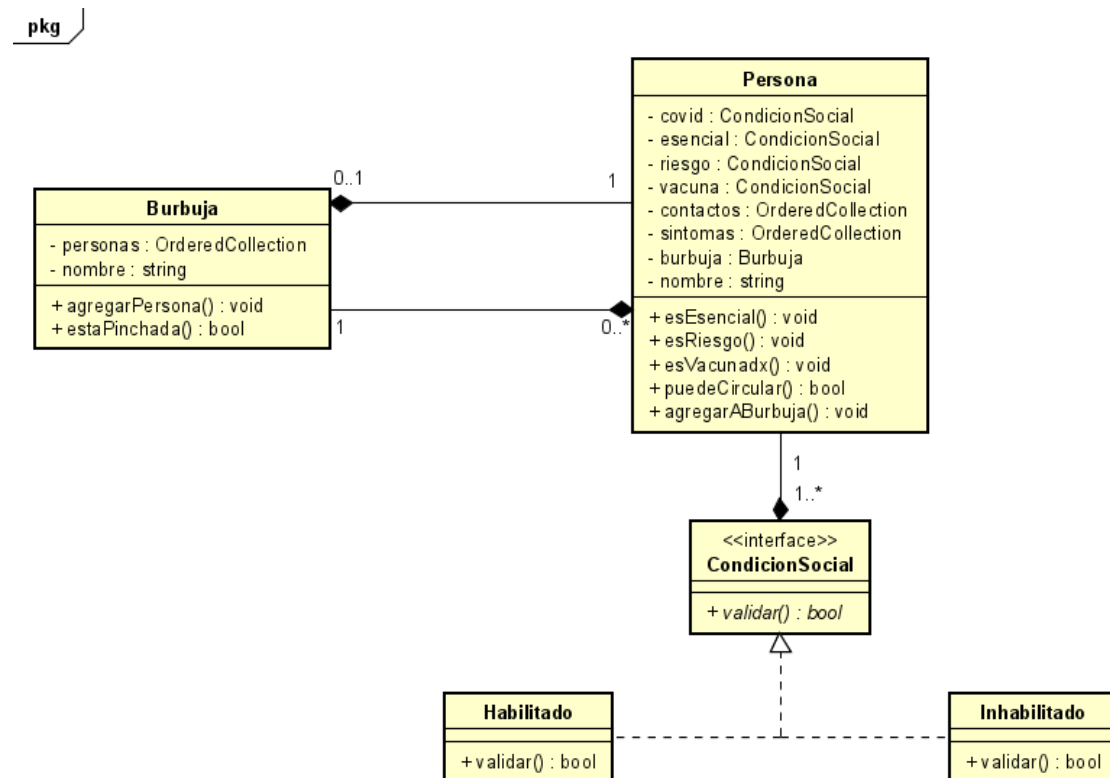 pkg
Persona
- covid : CondicionSocial
- esencial : CondicionSocial
- riesgo : CondicionSocial
- vacuna : CondicionSocial
- contactos : OrderedCollection
- sintomas : OrderedCollection
- burbuja : Burbuja
- nombre : string
+ esEsencial() : void
+ esRiesgo() : void
+ esVacunadx() : void
+ puedeCircular() : bool
+ agregarABurbuja() : void
0..1
1
Burbuja
- personas : OrderedCollection
- nombre : string
+ agregarPersona() : void
+ estaPinchada() : bool
1
0..*
1
1..*
<<interface>>
CondicionSocial
+ validar() : bool
Habilitado
+ validar() : bool
Inhabilitado
+ validar() : bool